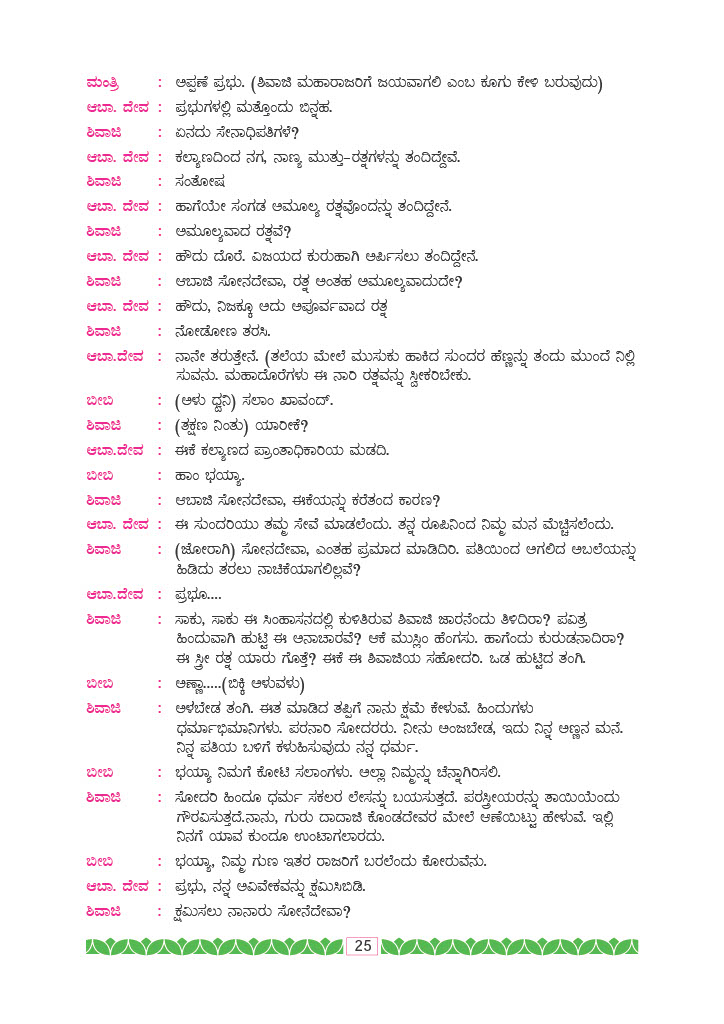 ಮಂತ್ರಿ : ಅಪ್ಪಣೆ ಪ್ರಭು. (ಶಿವಾಜಿ ಮಹಾರಾಜರಿಗೆ ಜಯವಾಗಲಿ ಎಂಬ ಕೂಗು ಕೇಳಿ ಬರುವುದು)
ಆಬಾ. ದೇವ : ಪ್ರಭುಗಳಲ್ಲಿ ಮತ್ತೊಂದು ಬಿನ್ನಹ.
ಶಿವಾಜಿ : ಏನದು ಸೇನಾಧಿಪತಿಗಳೆ?
ಆಬಾ. ದೇವ : ಕಲ್ಯಾಣದಿಂದ ನಗ, ನಾಣ್ಯ ಮುತ್ತು-ರತ್ನಗಳನ್ನು ತಂದಿದ್ದೇವೆ.
ಶಿವಾಜಿ : ಸಂತೋಷ
ಆಬಾ. ದೇವ : ಹಾಗೆಯೇ ಸಂಗಡ ಅಮೂಲ್ಯ ರತ್ನವೊಂದನ್ನು ತಂದಿದ್ದೇನೆ.
ಶಿವಾಜಿ : ಅಮೂಲ್ಯವಾದ ರತ್ನವೆ?
ಆಬಾ. ದೇವ : ಹೌದು ದೊರೆ. ವಿಜಯದ ಕುರುಹಾಗಿ ಅರ್ಪಿಸಲು ತಂದಿದ್ದೇನೆ.
ಶಿವಾಜಿ : ಆಬಾಜಿ ಸೋನದೇವಾ, ರತ್ನ ಅಂತಹ ಅಮೂಲ್ಯವಾದುದೇ?
ಆಬಾ. ದೇವ : ಹೌದು, ನಿಜಕ್ಕೂ ಅದು ಅಪೂರ್ವವಾದ ರತ್ನ
ಶಿವಾಜಿ : ನೋಡೋಣ ತರಸಿ.
ಆಬಾ.ದೇವ : ನಾನೇ ತರುತ್ತೇನೆ. (ತಲೆಯ ಮೇಲೆ ಮುಸುಕು ಹಾಕಿದ ಸುಂದರ ಹೆಣ್ಣನ್ನು ತಂದು ಮುಂದೆ ನಿಲ್ಲಿ
ಸುವನು. ಮಹಾದೊರೆಗಳು ಈ ನಾರಿ ರತ್ನವನ್ನು ಸ್ವೀಕರಿಬೇಕು.
ಬೀಬಿ : (ಅಳು ಧ್ವನಿ) ಸಲಾಂ ಖಾವಂದ್.
ಶಿವಾಜಿ : (ತಕ್ಷಣ ನಿಂತು) ಯಾರೀಕೆ?
ಆಬಾ.ದೇವ : ಈಕೆ ಕಲ್ಯಾಣದ ಪ್ರಾಂತಾಧಿಕಾರಿಯ ಮಡದಿ.
ಬೀಬಿ : ಹಾಂ ಭಯ್ಯಾ.
ಶಿವಾಜಿ : ಆಬಾಜಿ ಸೋನದೇವಾ, ಈಕೆಯನ್ನು ಕರೆತಂದ ಕಾರಣ?
ಆಬಾ. ದೇವ : ಈ ಸುಂದರಿಯು ತಮ್ಮ ಸೇವೆ ಮಾಡಲೆಂದು. ತನ್ನ ರೂಪಿನಿಂದ ನಿಮ್ಮ ಮನ ಮೆಚ್ಚಿಸಲೆಂದು.
ಶಿವಾಜಿ : (ಜೋರಾಗಿ) ಸೋನದೇವಾ, ಎಂತಹ ಪ್ರಮಾದ ಮಾಡಿದಿರಿ. ಪತಿಯಿಂದ ಅಗಲಿದ ಅಬಲೆಯನ್ನು
ಹಿಡಿದು ತರಲು ನಾಚಿಕೆಯಾಗಲಿಲ್ಲವೆ?
ಆಬಾ.ದೇವ : ಪ್ರಭೂ....
ಶಿವಾಜಿ : ಸಾಕು, ಸಾಕು ಈ ಸಿಂಹಾಸನದಲ್ಲಿ ಕುಳಿತಿರುವ ಶಿವಾಜಿ ಜಾರನೆಂದು ತಿಳಿದಿರಾ? ಪವಿತ್ರ
ಹಿಂದುವಾಗಿ ಹುಟ್ಟಿ ಈ ಅನಾಚಾರವೆ? ಆಕೆ ಮುಸ್ಲಿಂ ಹೆಂಗಸು. ಹಾಗೆಂದು ಕುರುಡನಾದಿರಾ?
ಈ ಸ್ತ್ರೀ ರತ್ನ ಯಾರು ಗೊತ್ತೆ? ಈಕೆ ಈ ಶಿವಾಜಿಯ ಸಹೋದರಿ. ಒಡ ಹುಟ್ಟಿದ ತಂಗಿ.
ಬೀಬಿ : ಅಣ್ಣಾ.....(ಬಿಕ್ಕಿ ಅಳುವಳು)
ಶಿವಾಜಿ : ಅಳಬೇಡ ತಂಗಿ. ಈತ ಮಾಡಿದ ತಪ್ಪಿಗೆ ನಾನು ಕ್ಷಮೆ ಕೇಳುವೆ. ಹಿಂದುಗಳು
ಧರ್ಮಾಭಿಮಾನಿಗಳು. ಪರನಾರಿ ಸೋದರರು. ನೀನು ಅಂಜಬೇಡ, ಇದು ನಿನ್ನ ಅಣ್ಣನ ಮನೆ.
ನಿನ್ನ ಪತಿಯ ಬಳಿಗೆ ಕಳುಹಿಸುವುದು ನನ್ನ ಧರ್ಮ.
ಬೀಬಿ : ಭಯ್ಯಾ ನಿಮಗೆ ಕೋಟಿ ಸಲಾಂಗಳು. ಅಲ್ಲಾ ನಿಮ್ಮನ್ನು ಚೆನ್ನಾಗಿರಿಸಲಿ.
ಶಿವಾಜಿ : ಸೋದರಿ ಹಿಂದೂ ಧರ್ಮ ಸಕಲರ ಲೇಸನ್ನು ಬಯಸುತ್ತದೆ. ಪರಸ್ತ್ರೀಯರನ್ನು ತಾಯಿಯೆಂದು
ಗೌರವಿಸುತ್ತದೆ.ನಾನು, ಗುರು ದಾದಾಜಿ ಕೊಂಡದೇವರ ಮೇಲೆ ಆಣೆಯಿಟ್ಟು ಹೇಳುವೆ. ಇಲ್ಲಿ
ನಿನಗೆ ಯಾವ ಕುಂದೂ ಉಂಟಾಗಲಾರದು.
ಬೀಬಿ : ಭಯ್ಯಾ, ನಿಮ್ಮ ಗುಣ ಇತರ ರಾಜರಿಗೆ ಬರಲೆಂದು ಕೋರುವೆನು.
ಆಬಾ. ದೇವ : ಪ್ರಭು, ನನ್ನ ಅವಿವೇಕವನ್ನು ಕ್ಷಮಿಸಿಬಿಡಿ.
ಶಿವಾಜಿ : ಕ್ಷಮಿಸಲು ನಾನಾರು ಸೋನೆದೇವಾ?
25